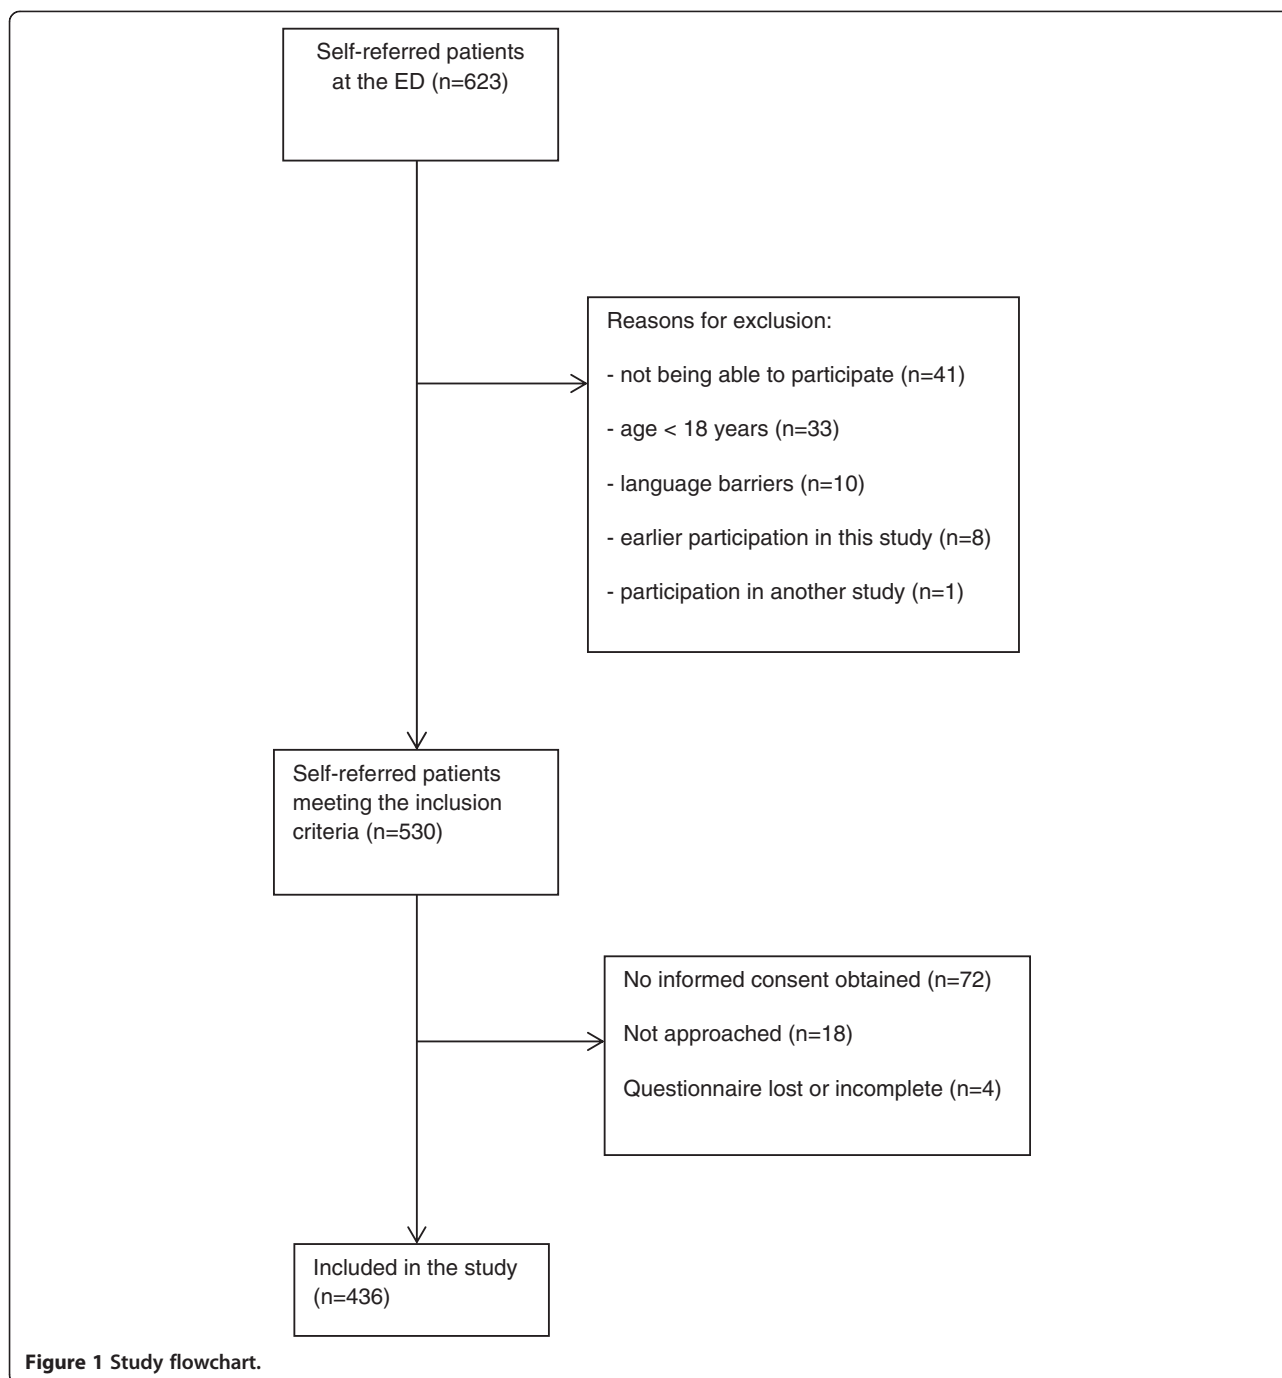 Self-referred patients
at the ED (n=623)
Reasons for exclusion:
- not being able to participate (n=41)
- age < 18 years (n=33)
- language barriers (n=10)
- earlier participation in this study (n=8)
- participation in another study (n=1)
Self-referred patients
meeting the inclusion
criteria (n=530)
No informed consent obtained (n=72)
Not approached (n=18)
Questionnaire lost or incomplete (n=4)
Included in the study
(n=436)
Figure 1 Study flowchart.